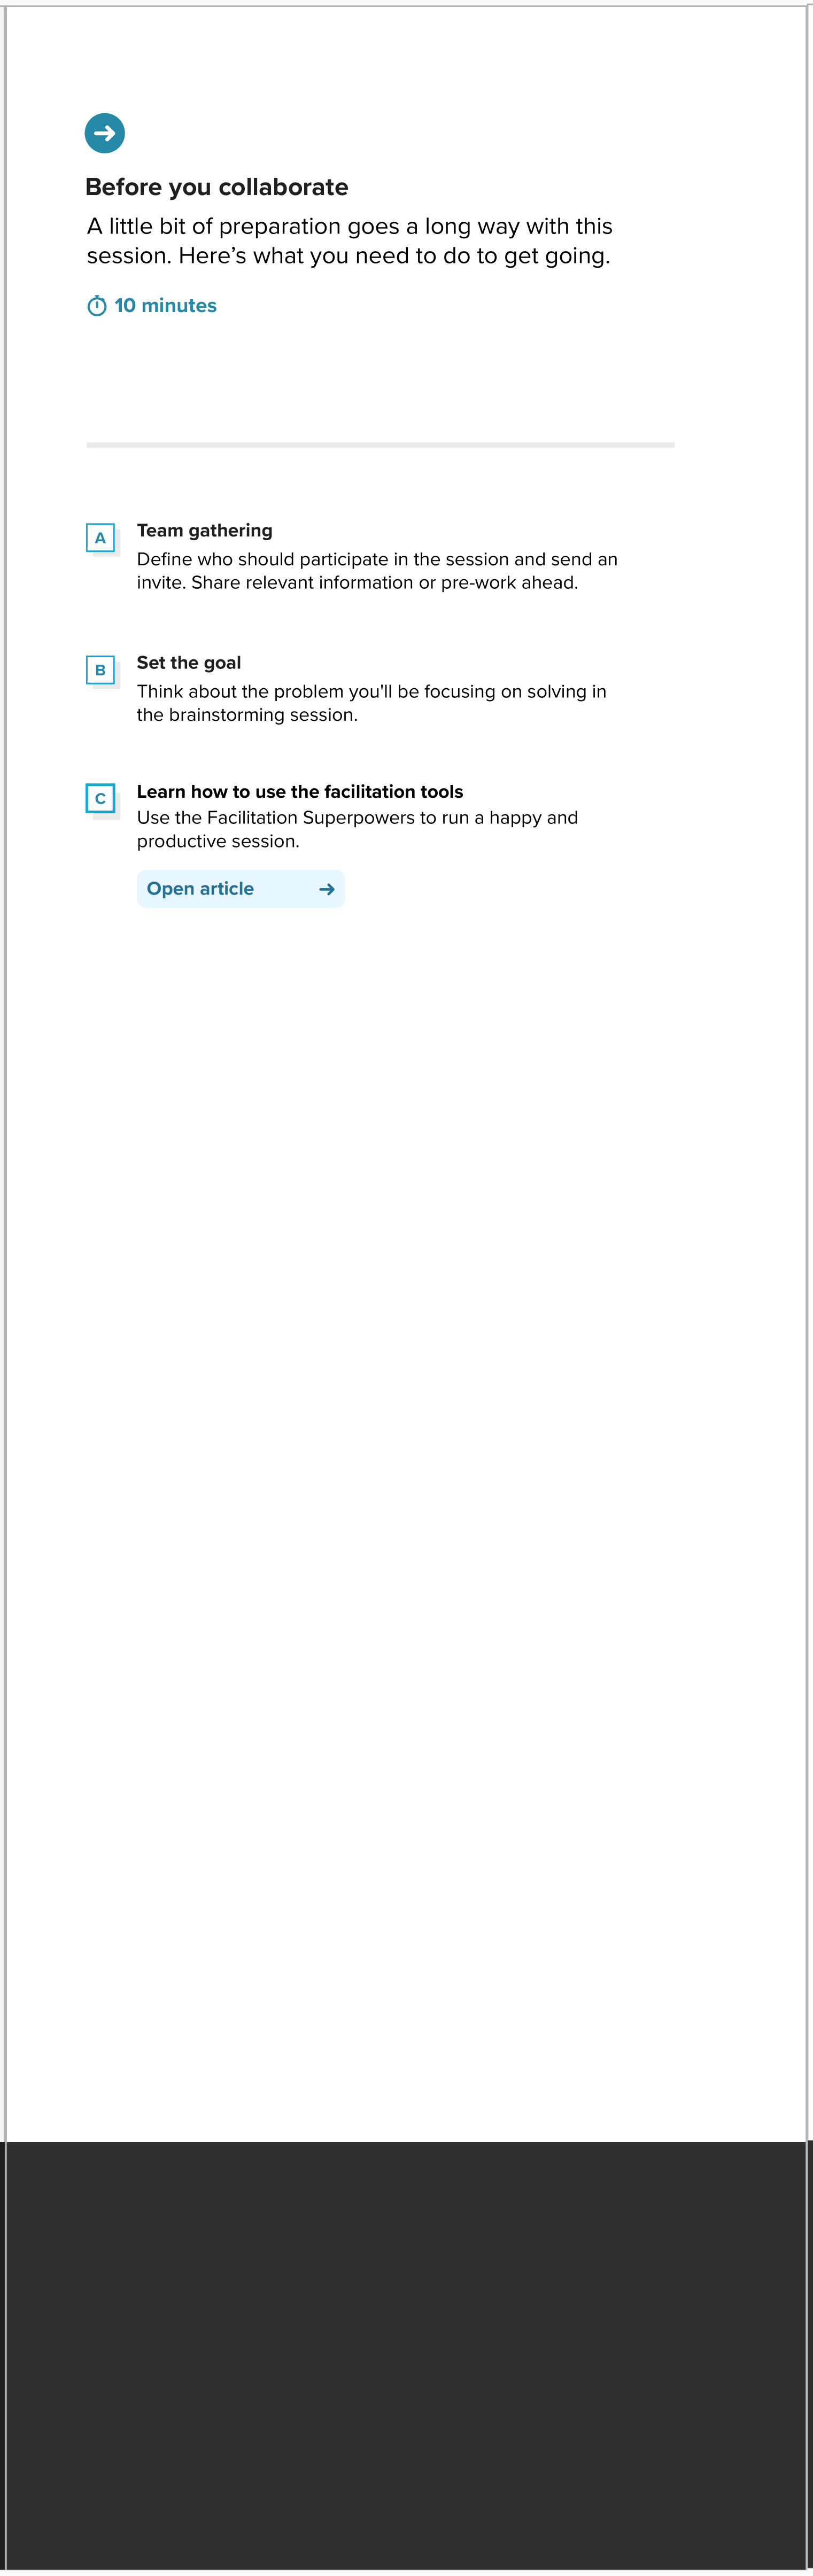 Before you collaborate
A little bit of preparation goes a long way with this
session. Here’s what you need to do to get going.
10 minutes
A
Team gathering
Define who should participate in the session and send an
invite. Share relevant information or pre-work ahead.
B
Set the goal
Think about the problem you'll be focusing on solving in
the brainstorming session.
C
Learn how to use the facilitation tools
Use the Facilitation Superpowers to run a happy and
productive session.
Open article